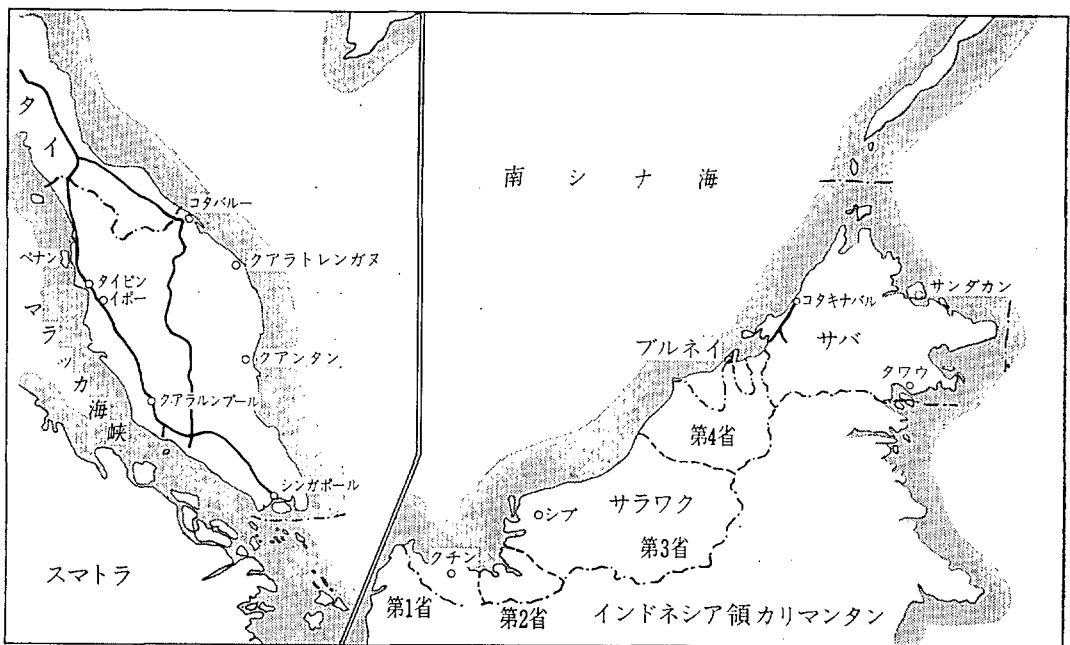 タイ
コタバルー
ペナン
クアラトレンガヌ
タイピン
イポー
マラッカ海峡
クアンタン
クアラルンプール
シンガポール
スマトラ
南シナ海
コタキナバル
サンダカン
サバ
ブルネイ
タワウ
第4省
サラワク
シブ
第3省
クチン
第1省
第2省
インドネシア領カリマンタン